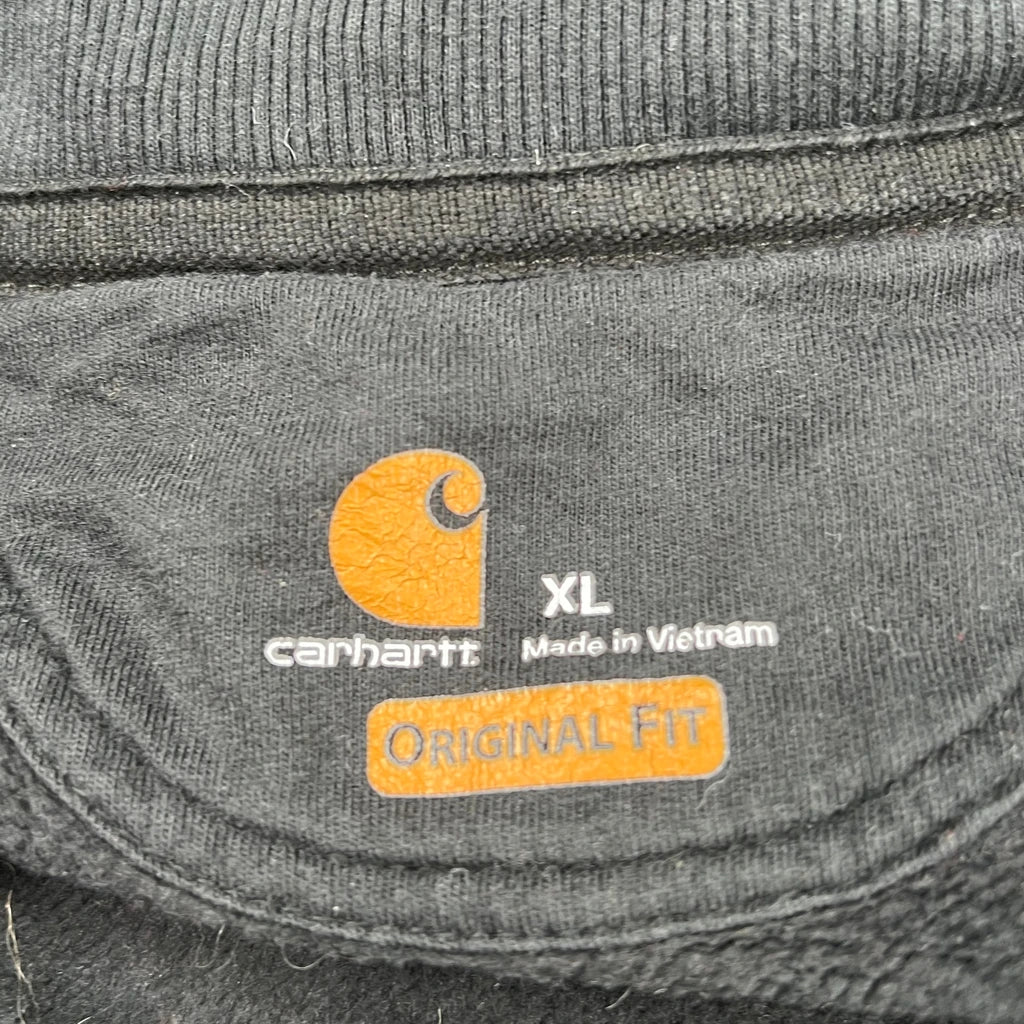 XL
carhartt
Made in Vietnam
ORIGINAL FIT